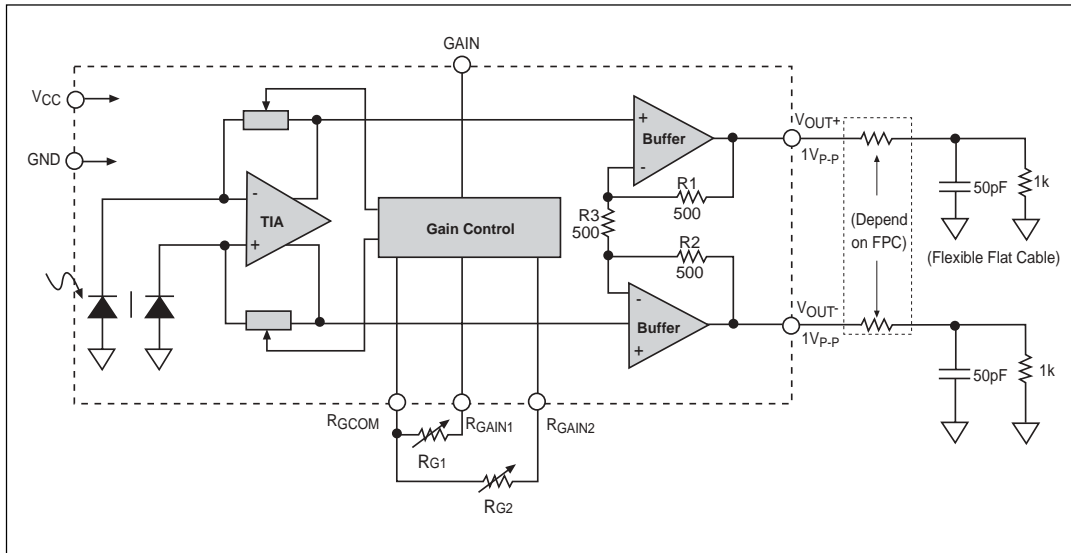 GAIN
VCC
GND
TIA
-
+
Gain Control
+
Buffer
-
R1
500
R3
500
R2
500
-
Buffer
+
VOUT+
1VP-P
VOUT-
1VP-P
(Depend
on FPC)
50pF
1k
(Flexible Flat Cable)
50pF
1k
RGCOM
RGAIN1
RGAIN2
RG1
RG2